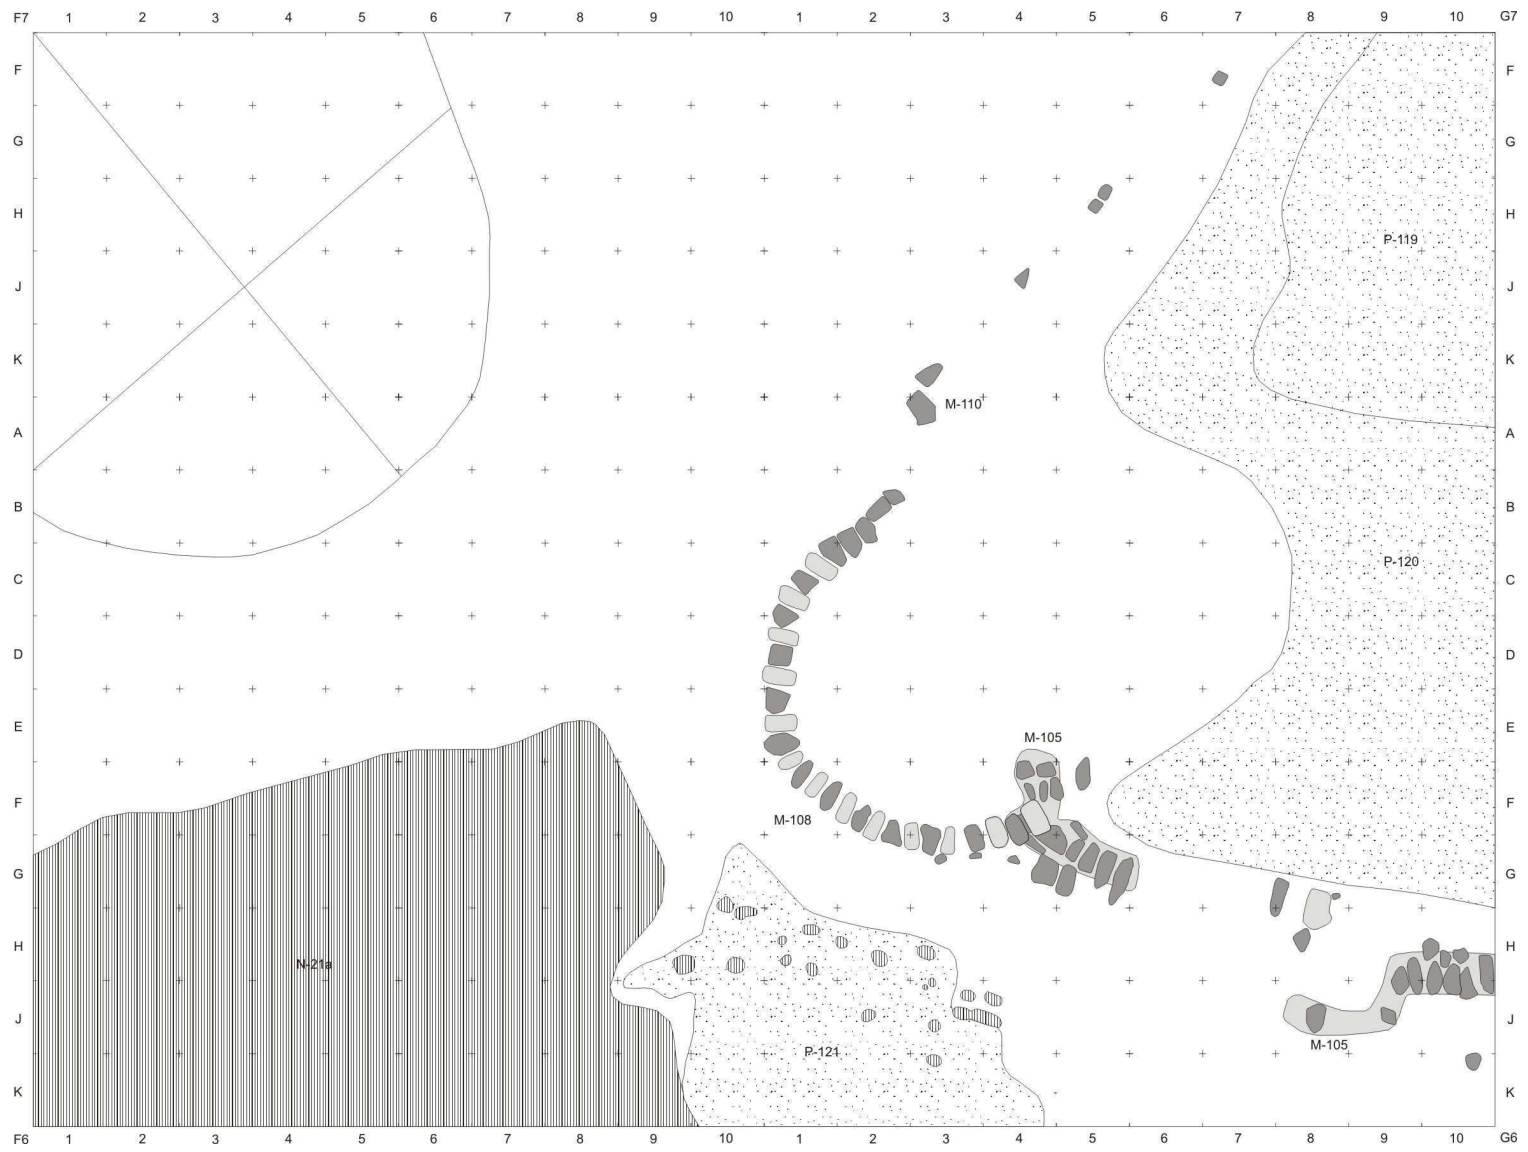 F7 1 2 3 4 5 6 7 8 9 10 1 2 3 4 5 6 7 8 9 10 G7
F F
G G
H H
P-119
J J
K K
M-110
A A
B B
P-120
C C
D D
E E
M-105
F F
M-108
G G
H H
N-21a
J J
M-105
P-121
K K
F6 1 2 3 4 5 6 7 8 9 10 1 2 3 4 5 6 7 8 9 10 G6